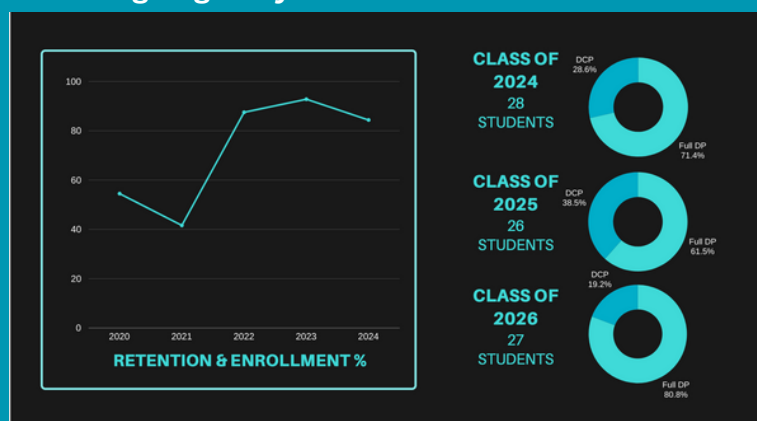 100
80
60
40
20
0
2020 2021 2022 2023 2024
RETENTION & ENROLLMENT %
CLASS OF
2024
28
STUDENTS
DCP
28.6%
Full DP
71.4%
CLASS OF
2025
26
STUDENTS
DCP
38.5%
Full DP
61.5%
CLASS OF
2026
27
STUDENTS
DCP
19.2%
Full DP
80.8%